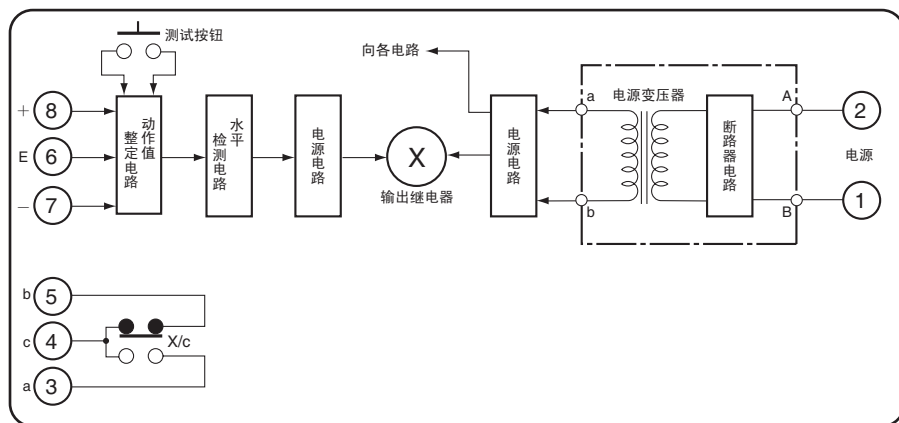 测试按钮
向各电路
+ 8
E 6
− 7
动作值
整定电路
水平
检测电路
电源电路
X
输出继电器
电源电路
a
b
电源变压器
断路器电路
A
B
2
电源
1
b 5
c 4
a 3
X/c